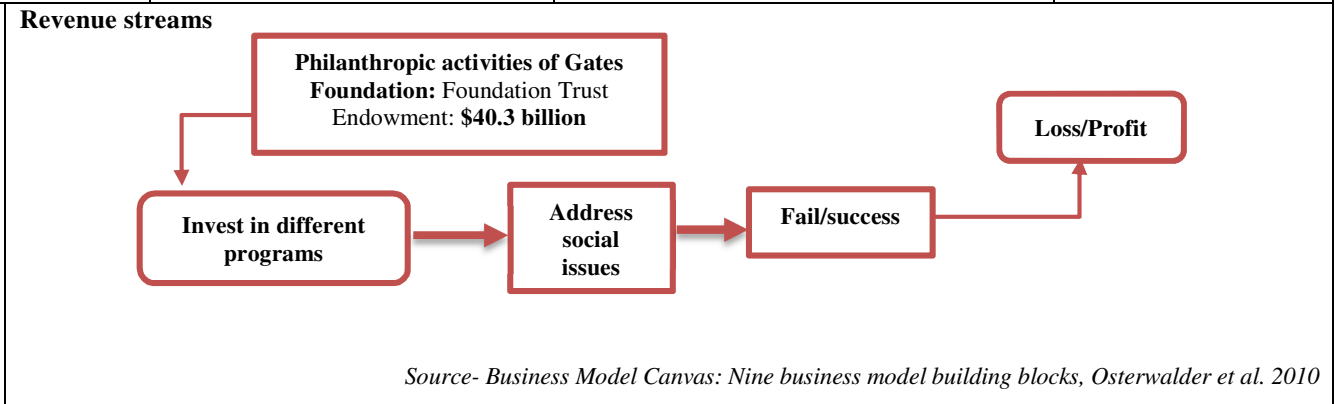 Revenue streams
Philanthropic activities of Gates
Foundation: Foundation Trust
Endowment: $40.3 billion
Loss/Profit
Invest in different
programs
Address
social
issues
Fail/success
Source- Business Model Canvas: Nine business model building blocks, Osterwalder et al. 2010